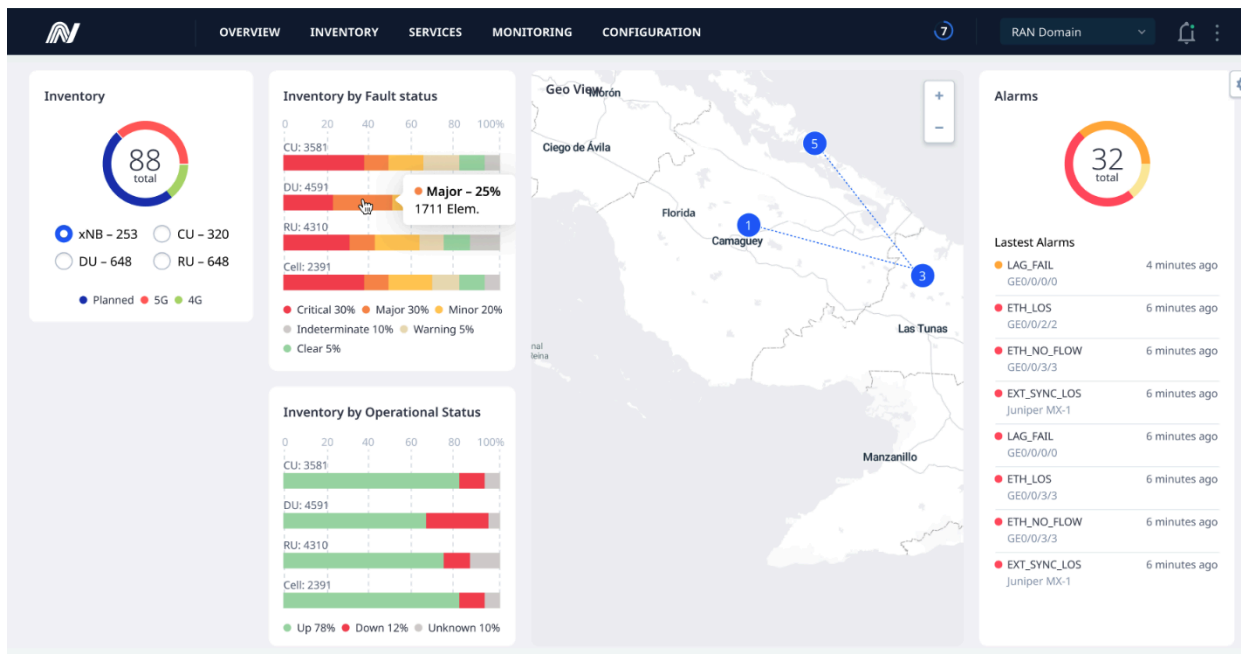 OVERVIEW INVENTORY SERVICES MONITORING CONFIGURATION 7 RAN Domain
Inventory
88
total
xNB – 253 CU – 320
DU – 648 RU – 648
Planned 5G 4G
Inventory by Fault status
0 20 40 60 80 100%
CU: 3581
DU: 4591
Major – 25%
1711 Elem.
RU: 4310
Cell: 2391
Critical 30% Major 30% Minor 20%
Indeterminate 10% Warning 5%
Clear 5%
Inventory by Operational Status
0 20 40 60 80 100%
CU: 3581
DU: 4591
RU: 4310
Cell: 2391
Up 78% Down 12% Unknown 10%
Geo View
Morón
+
−
Ciego de Ávila
5
Florida
1
Camaguey
3
Las Tunas
Manzanillo
Alarms
32
total
Lastest Alarms
LAG_FAIL 4 minutes ago
GE0/0/0/0
ETH_LOS 6 minutes ago
GE0/0/2/2
ETH_NO_FLOW 6 minutes ago
GE0/0/3/3
EXT_SYNC_LOS 6 minutes ago
Juniper MX-1
LAG_FAIL 6 minutes ago
GE0/0/0/0
ETH_LOS 6 minutes ago
GE0/0/3/3
ETH_NO_FLOW 6 minutes ago
GE0/0/3/3
EXT_SYNC_LOS 6 minutes ago
Juniper MX-1